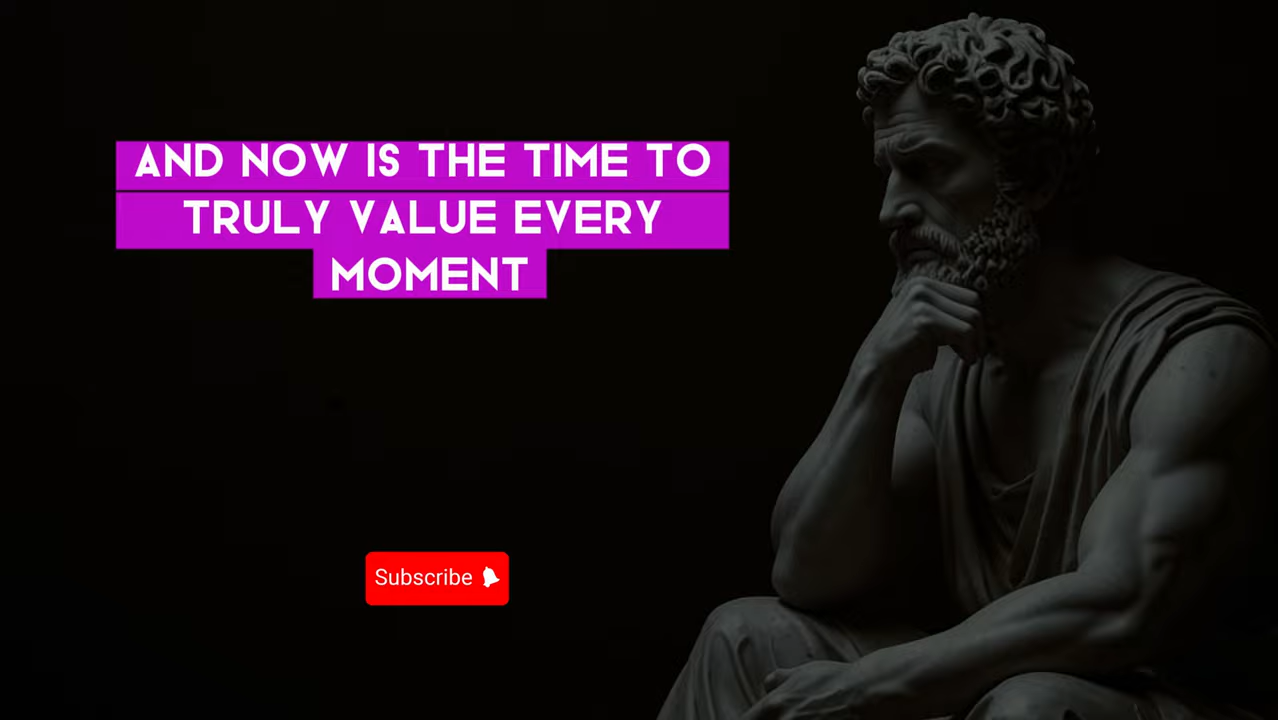 AND NOW IS THE TIME TO
TRULY VALUE EVERY
MOMENT
Subscribe